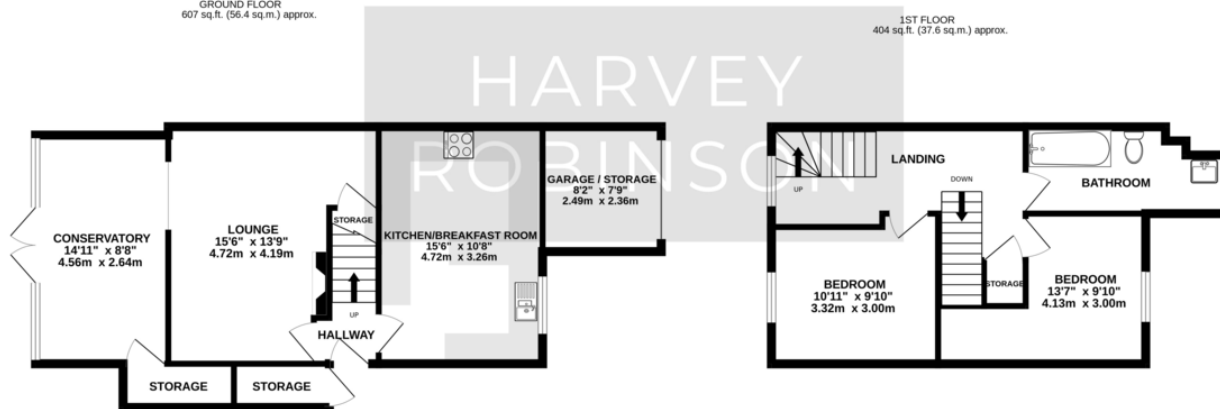 GROUND FLOOR
607 sq.ft. (56.4 sq.m.) approx.
1ST FLOOR
404 sq.ft. (37.6 sq.m.) approx.
HARVEY
ROBINSON
CONSERVATORY
14'11" x 8'8"
4.56m x 2.64m
LOUNGE
15'6" x 13'9"
4.72m x 4.19m
STORAGE
UP
HALLWAY
KITCHEN/BREAKFAST ROOM
15'6" x 10'8"
4.72m x 3.26m
GARAGE / STORAGE
8'2" x 7'9"
2.49m x 2.36m
STORAGE
STORAGE
UP
LANDING
DOWN
BATHROOM
BEDROOM
10'11" x 9'10"
3.32m x 3.00m
STORAGE
BEDROOM
13'7" x 9'10"
4.13m x 3.00m